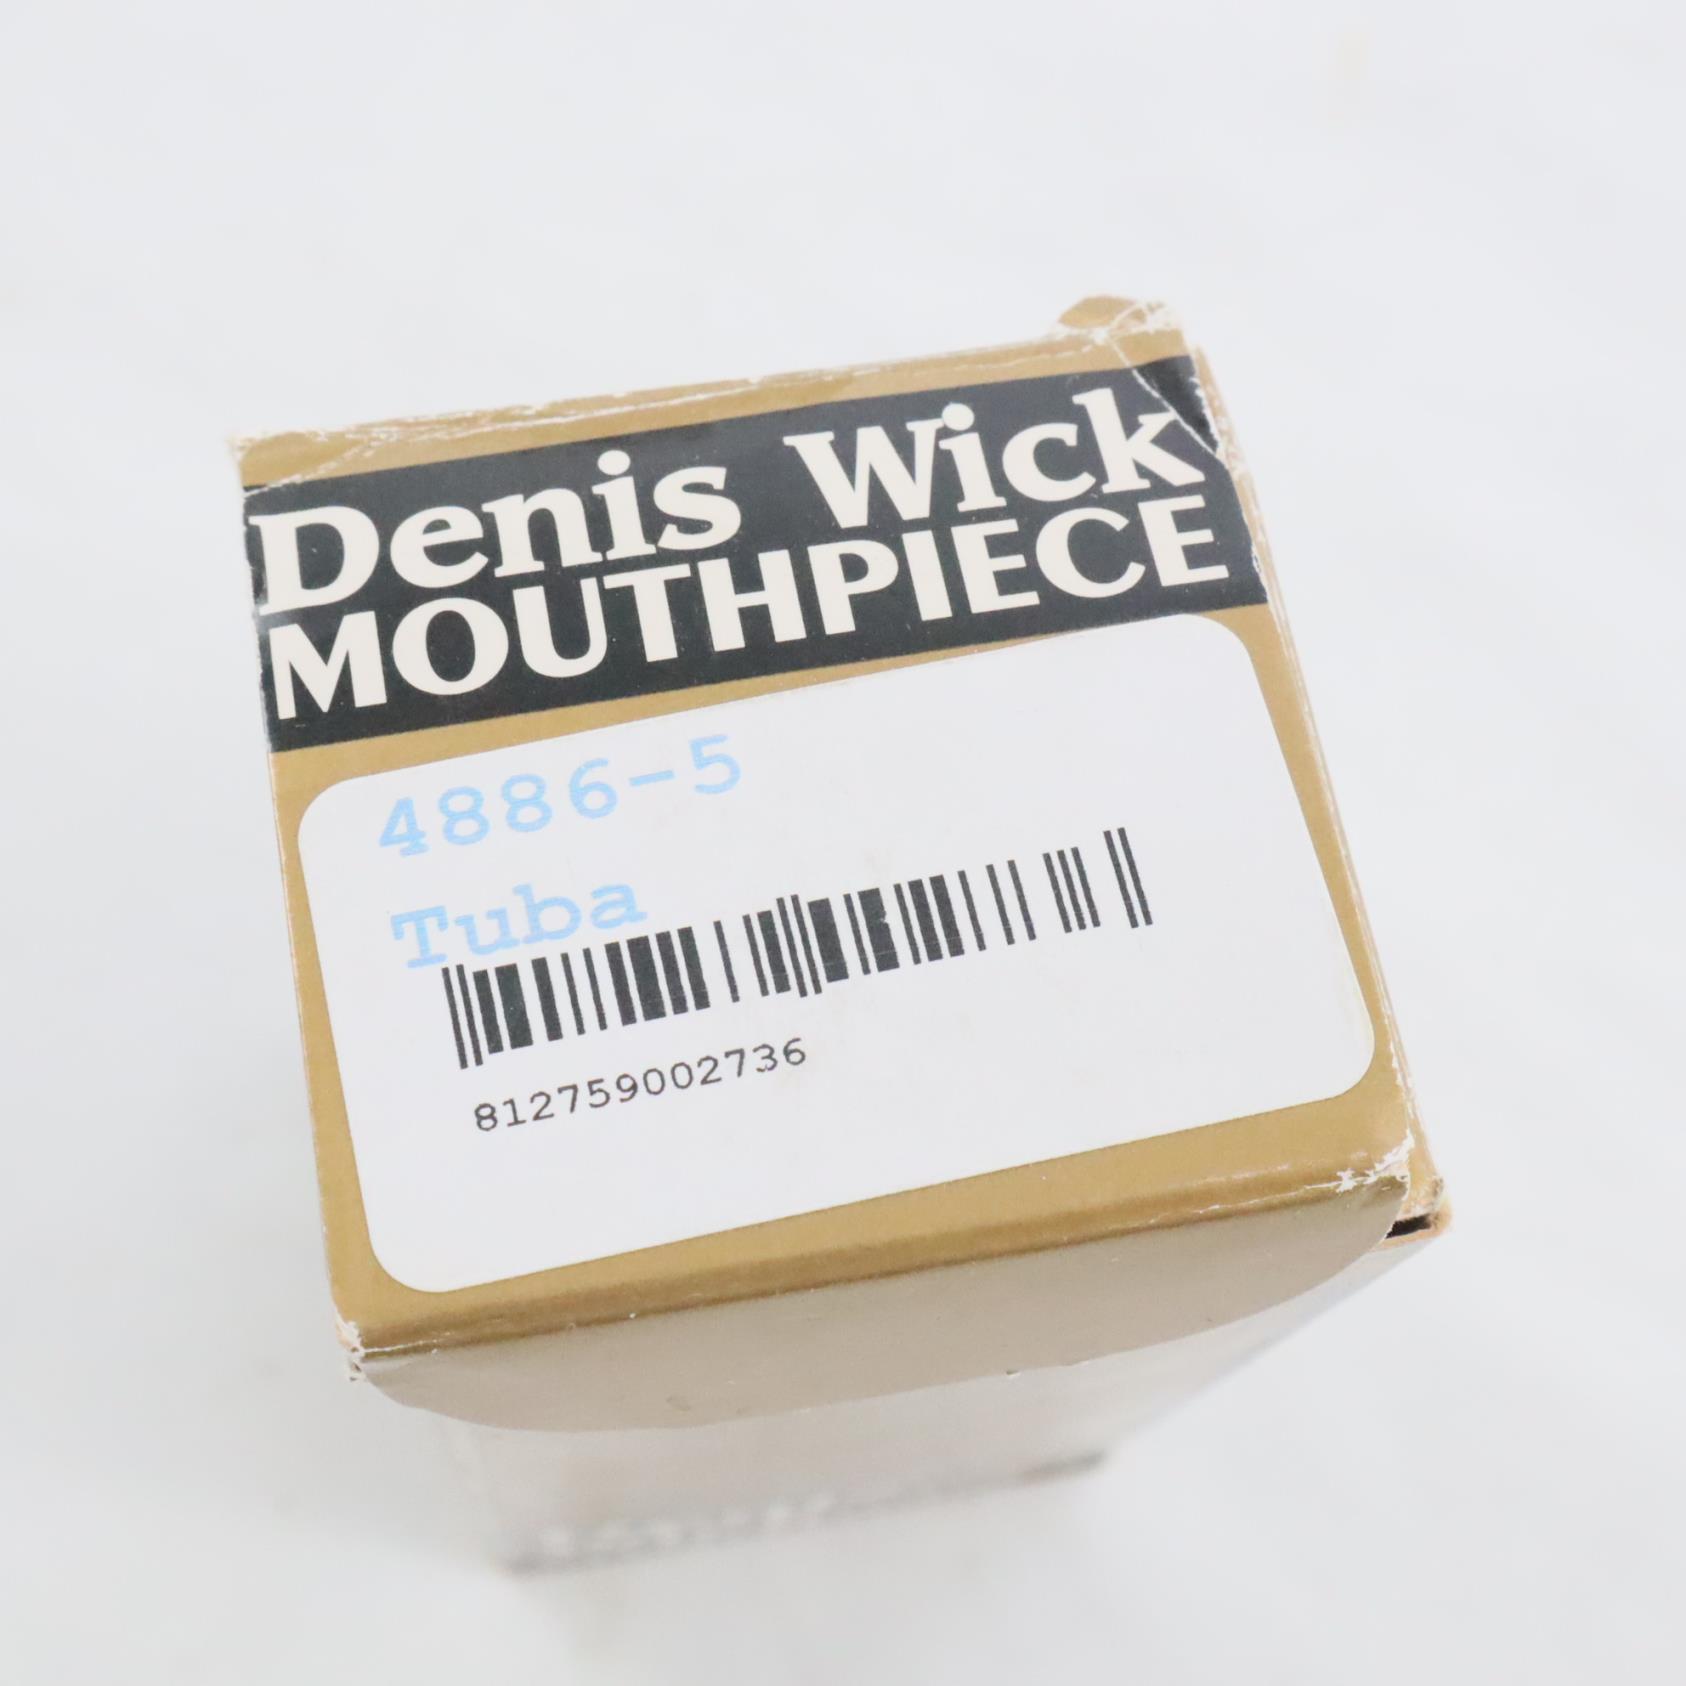 Denis Wick
MOUTHPIECE
4886-5
Tuba
812759002736